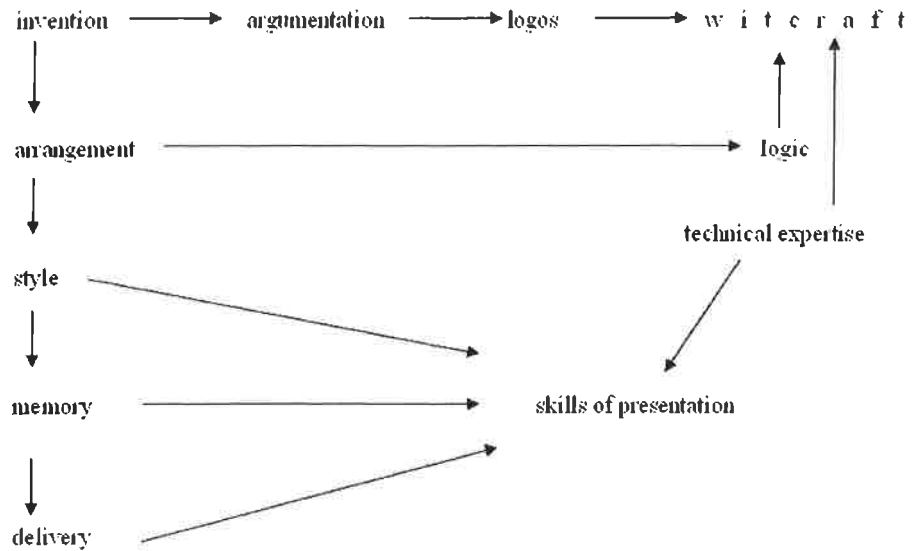 invention argumentation logos w i t c r a f t
arrangement logic
technical expertise
style
memory skills of presentation
delivery